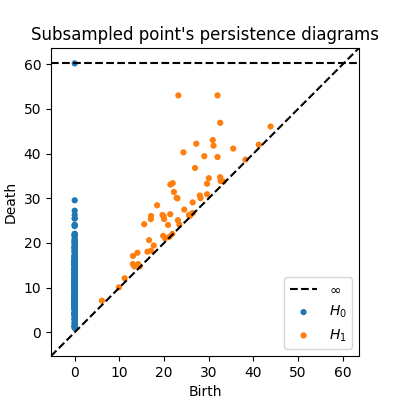 Subsampled point's persistence diagrams
60
50
40
30
20
10
0
Death
∞
H₀
H₁
0 10 20 30 40 50 60
Birth